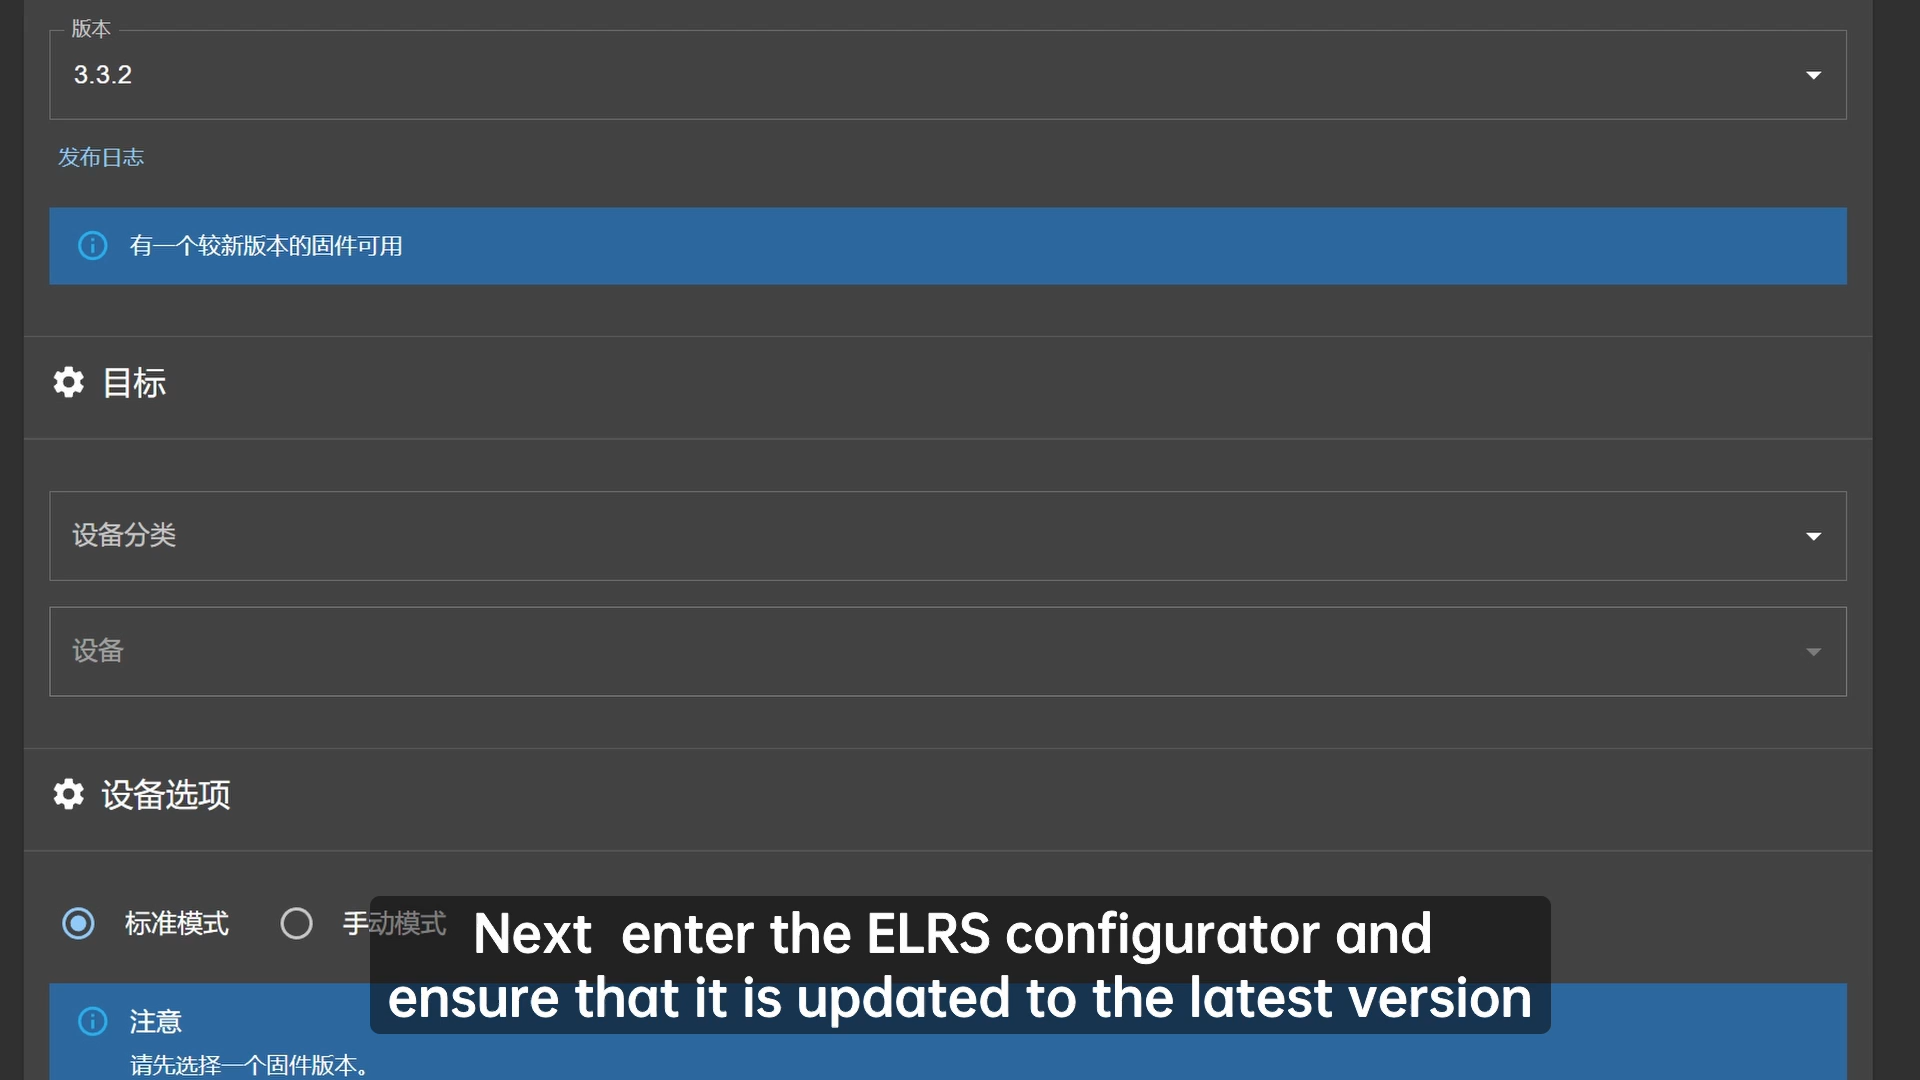 版本
3.3.2
发布日志
有一个较新版本的固件可用
目标
设备分类
设备
设备选项
标准模式 手动模式
Next enter the ELRS configurator and
ensure that it is updated to the latest version
注意
请先选择一个固件版本。